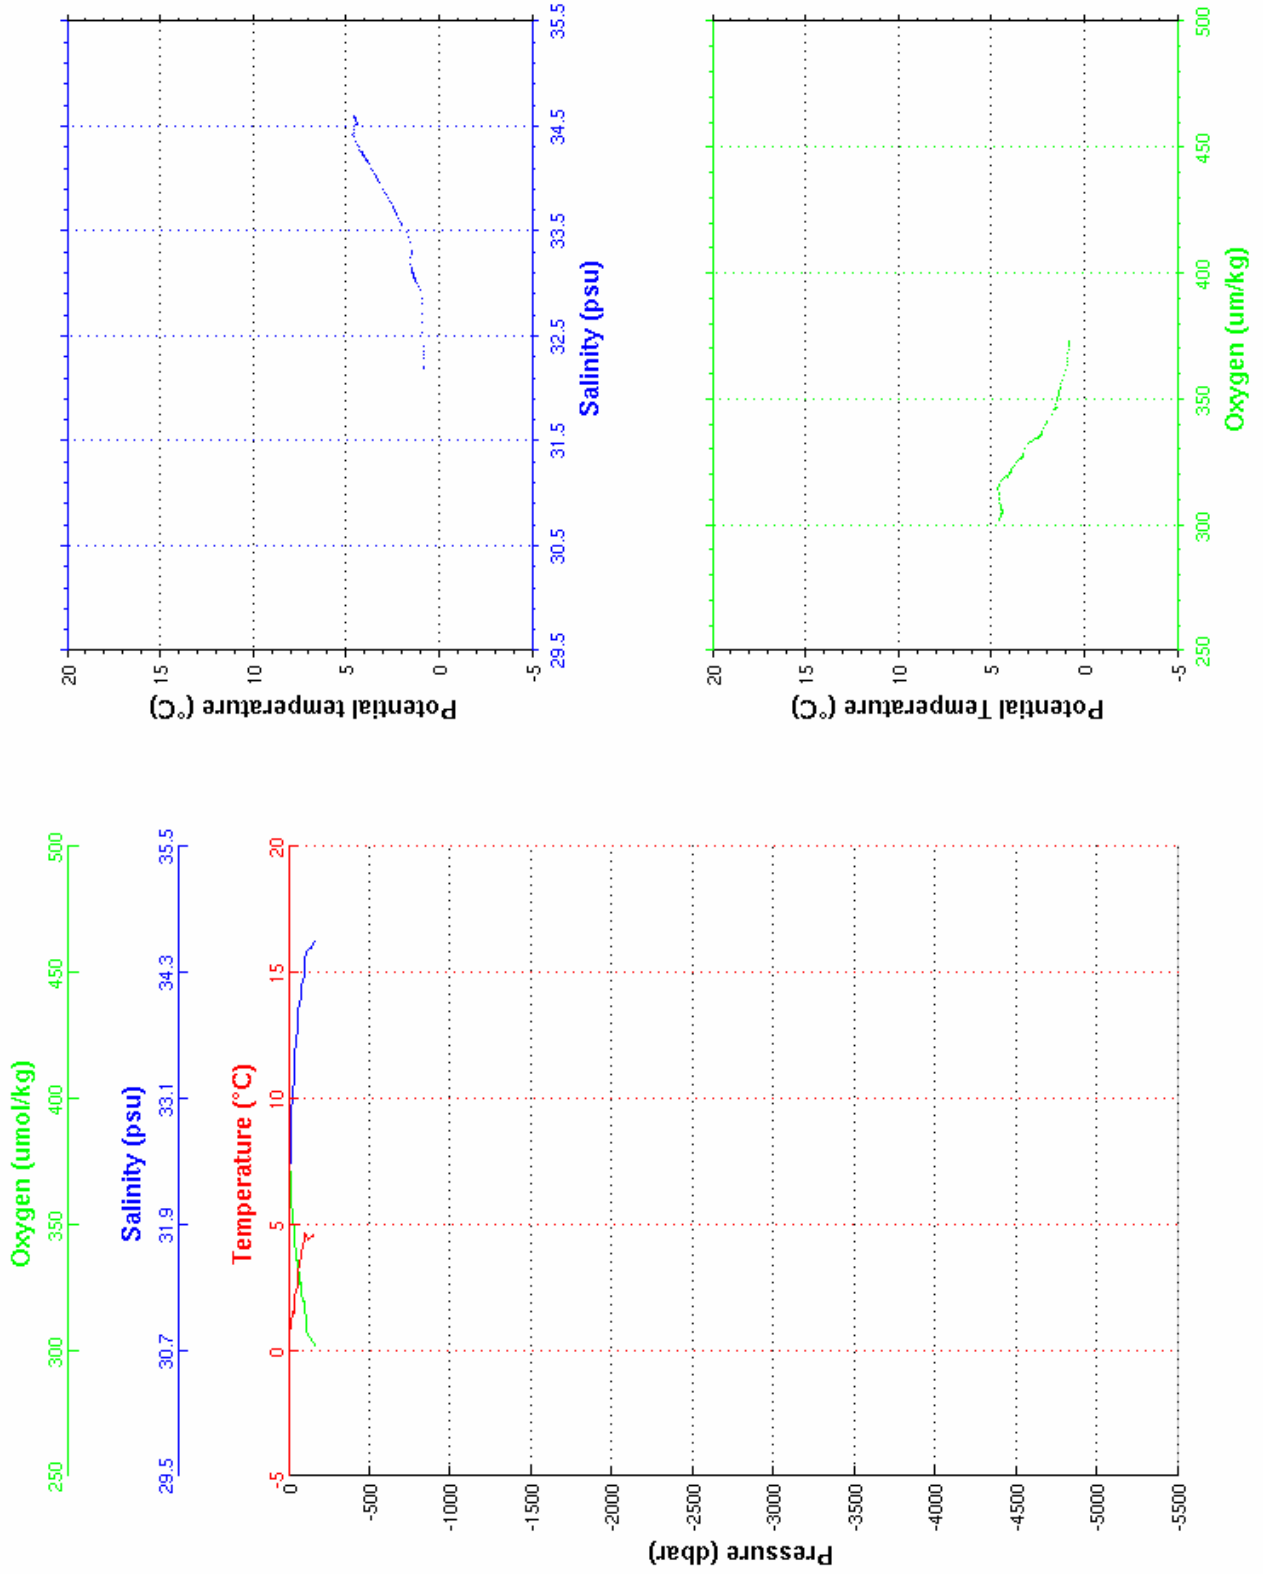 Oxygen (umol/kg)
250 300 350 400 450 500
Salinity (psu)
29.5 30.7 31.9 33.1 34.3 35.5
Temperature (°C)
-5 0 5 10 15 20
0
-500
-1000
-1500
-2000
-2500
-3000
-3500
-4000
-4500
-5000
-5500
Pressure (dbar)
20
15
10
5
0
-5
Potential temperature (°C)
29.5 30.5 31.5 32.5 33.5 34.5 35.5
Salinity (psu)
20
15
10
5
0
-5
Potential Temperature (°C)
250 300 350 400 450 500
Oxygen (um/kg)